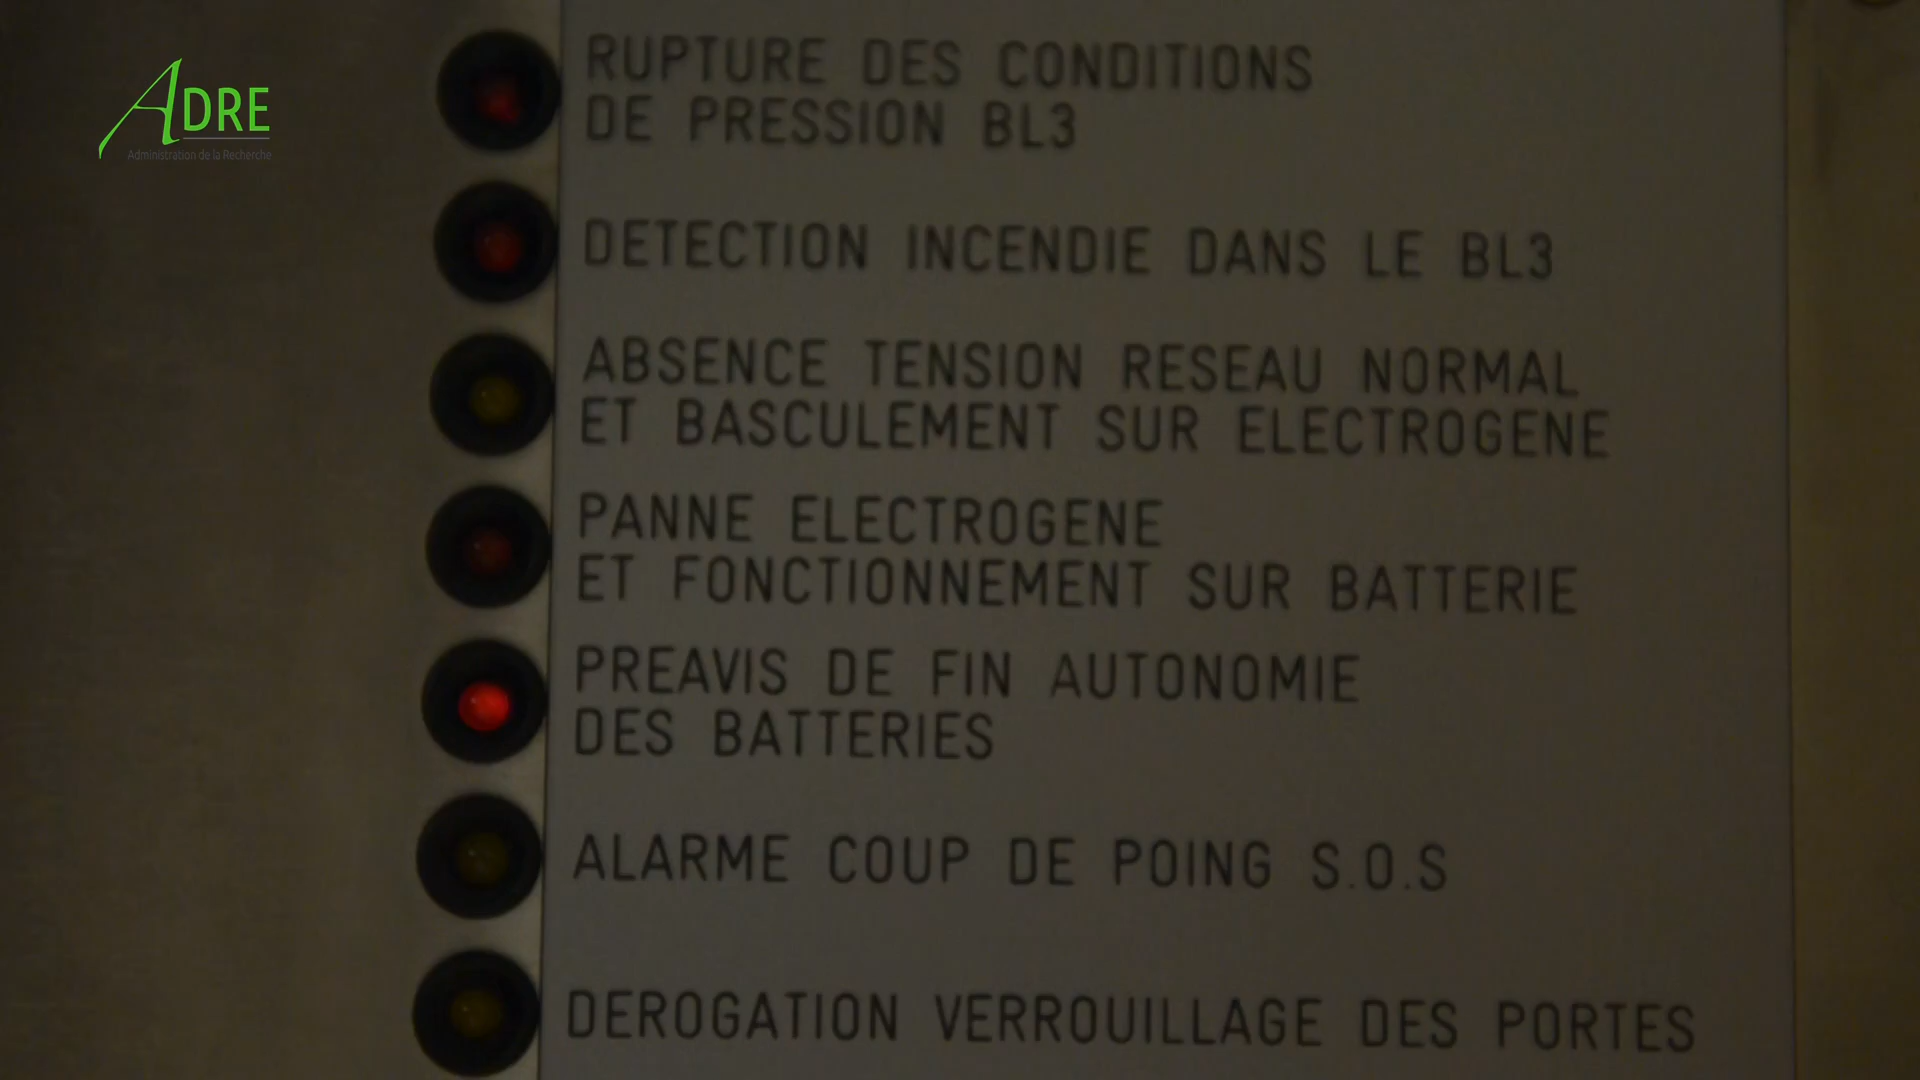 ADRE
Administration de la Recherche
RUPTURE DES CONDITIONS
DE PRESSION BL3
DETECTION INCENDIE DANS LE BL3
ABSENCE TENSION RESEAU NORMAL
ET BASCULEMENT SUR ELECTROGENE
PANNE ELECTROGENE
ET FONCTIONNEMENT SUR BATTERIE
PREAVIS DE FIN AUTONOMIE
DES BATTERIES
ALARME COUP DE POING S.O.S
DEROGATION VERROUILLAGE DES PORTES